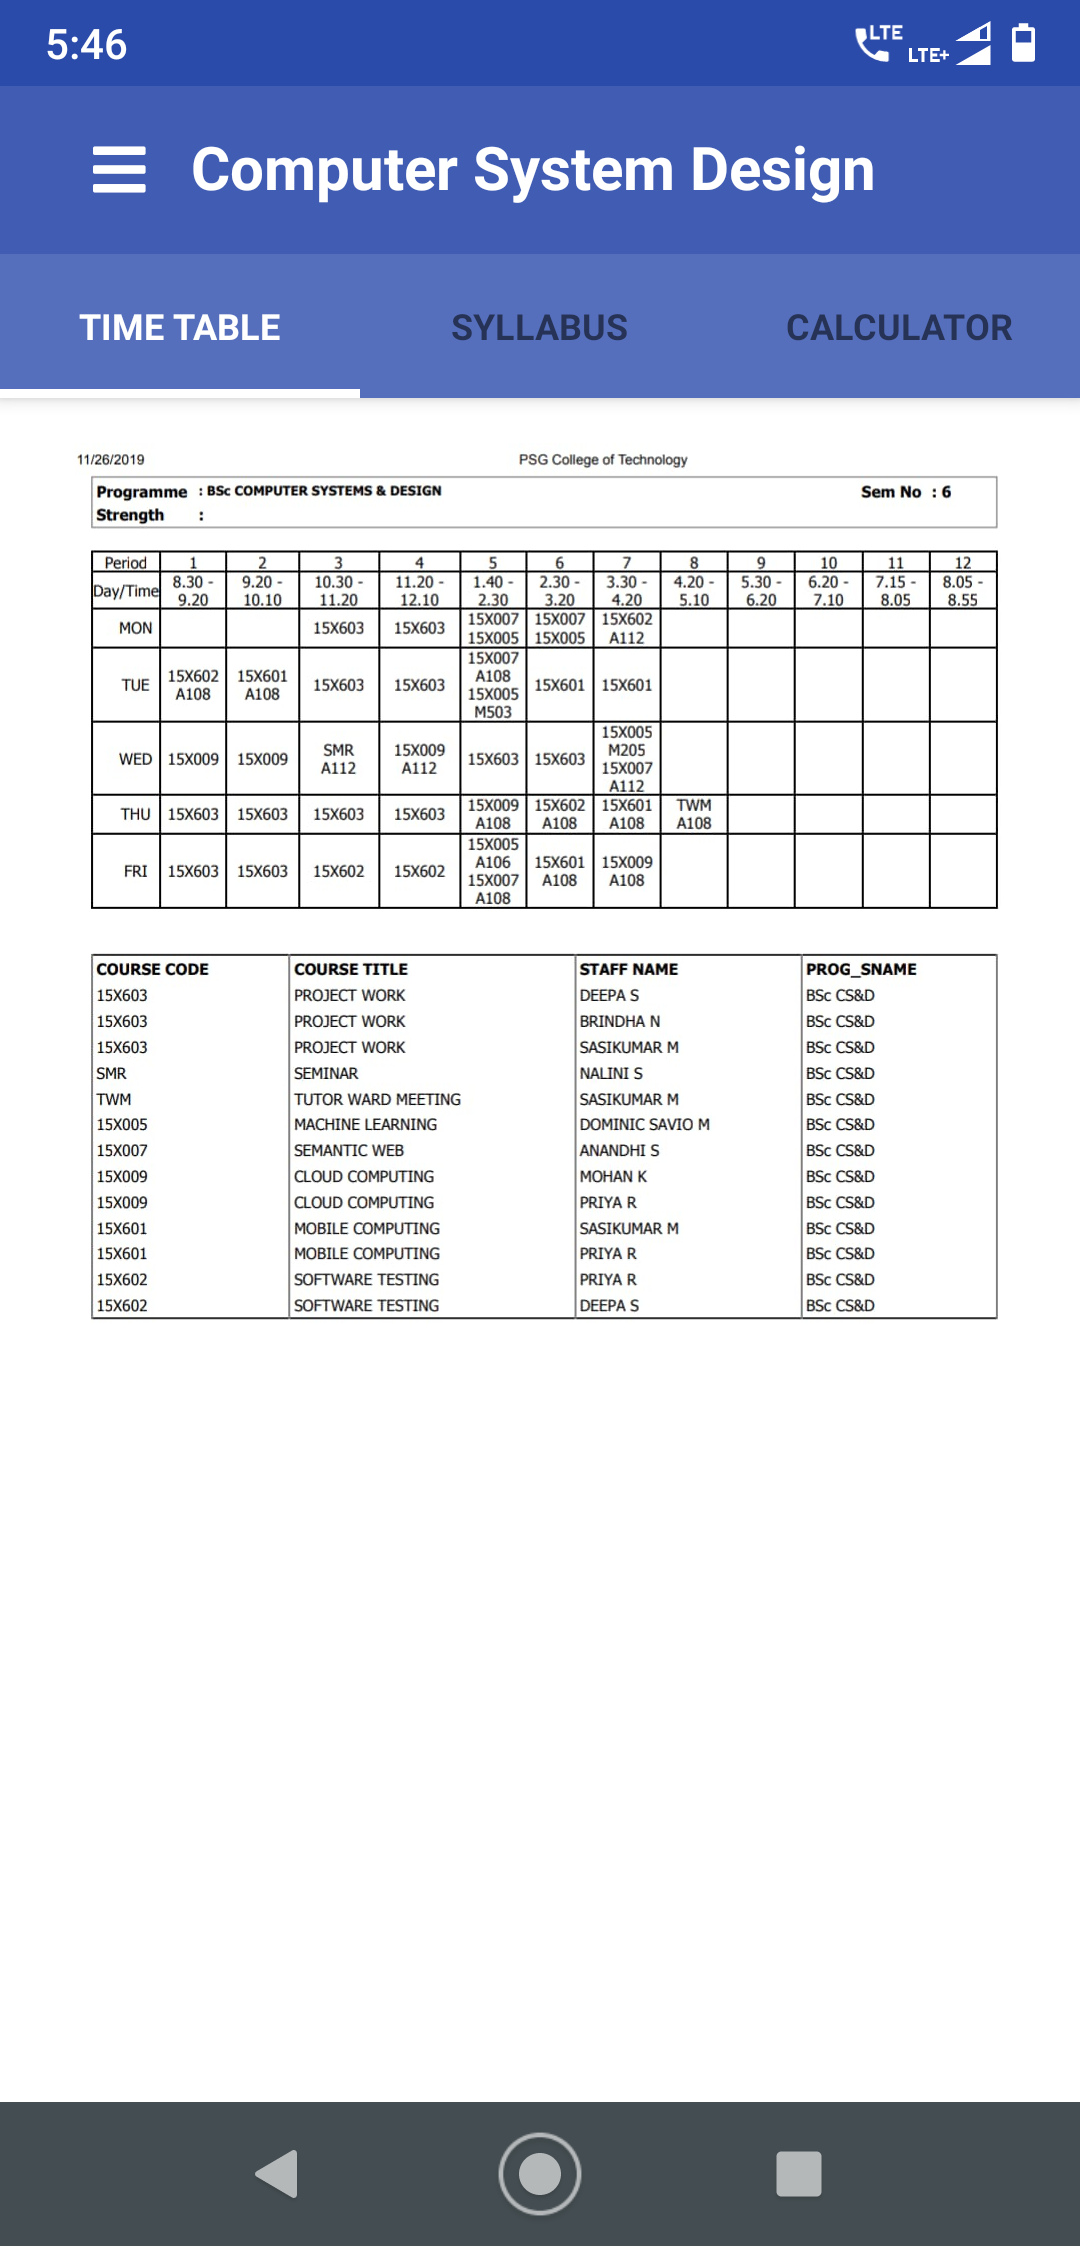 5:46
LTE
LTE+
Computer System Design
TIME TABLE SYLLABUS CALCULATOR
11/26/2019 PSG College of Technology
Programme : BSc COMPUTER SYSTEMS & DESIGN Sem No : 6
Strength :
Period 1 2 3 4 5 6 7 8 9 10 11 12
Day/Time 8.30 - 9.20 9.20 - 10.10 10.30 - 11.20 11.20 - 12.10 1.40 - 2.30 2.30 - 3.20 3.30 - 4.20 4.20 - 5.10 5.30 - 6.20 6.20 - 7.10 7.15 - 8.05 8.05 - 8.55
MON 15X603 15X603 15X007 15X005 15X007 15X005 15X602 A112
TUE 15X602 A108 15X601 A108 15X603 15X603 15X007 A108 15X005 M503 15X601 15X601
WED 15X009 15X009 SMR A112 15X009 A112 15X603 15X603 15X005 M205 15X007 A112
THU 15X603 15X603 15X603 15X603 15X009 A108 15X602 A108 15X601 A108 TWM A108
FRI 15X603 15X603 15X602 15X602 15X005 A106 15X007 A108 15X601 A108 15X009 A108
COURSE CODE COURSE TITLE STAFF NAME PROG_SNAME
15X603 PROJECT WORK DEEPA S BSc CS&D
15X603 PROJECT WORK BRINDHA N BSc CS&D
15X603 PROJECT WORK SASIKUMAR M BSc CS&D
SMR SEMINAR NALINI S BSc CS&D
TWM TUTOR WARD MEETING SASIKUMAR M BSc CS&D
15X005 MACHINE LEARNING DOMINIC SAVIO M BSc CS&D
15X007 SEMANTIC WEB ANANDHI S BSc CS&D
15X009 CLOUD COMPUTING MOHAN K BSc CS&D
15X009 CLOUD COMPUTING PRIYA R BSc CS&D
15X601 MOBILE COMPUTING SASIKUMAR M BSc CS&D
15X601 MOBILE COMPUTING PRIYA R BSc CS&D
15X602 SOFTWARE TESTING PRIYA R BSc CS&D
15X602 SOFTWARE TESTING DEEPA S BSc CS&D